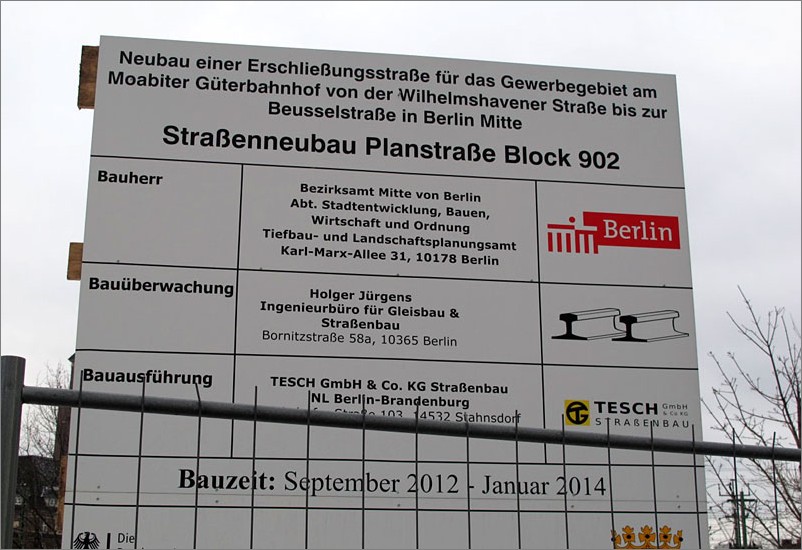 Neubau einer Erschließungsstraße für das Gewerbegebiet am
Moabiter Güterbahnhof von der Wilhelmshavener Straße bis zur
Beusselstraße in Berlin Mitte
Straßenneubau Planstraße Block 902
Bauherr
Bezirksamt Mitte von Berlin
Abt. Stadtentwicklung, Bauen,
Wirtschaft und Ordnung
Tiefbau- und Landschaftsplanungsamt
Karl-Marx-Allee 31, 10178 Berlin
mitte Berlin
Bauüberwachung
Holger Jürgens
Ingenieurbüro für Gleisbau &
Straßenbau
Bornitzstraße 58a, 10365 Berlin
Bauausführung
TESCH GmbH & Co. KG Straßenbau
NL Berlin-Brandenburg
Straße 103, 14532 Stahnsdorf
TESCH GmbH
& Co KG
STRAßENBAU
Bauzeit: September 2012 - Januar 2014
Die